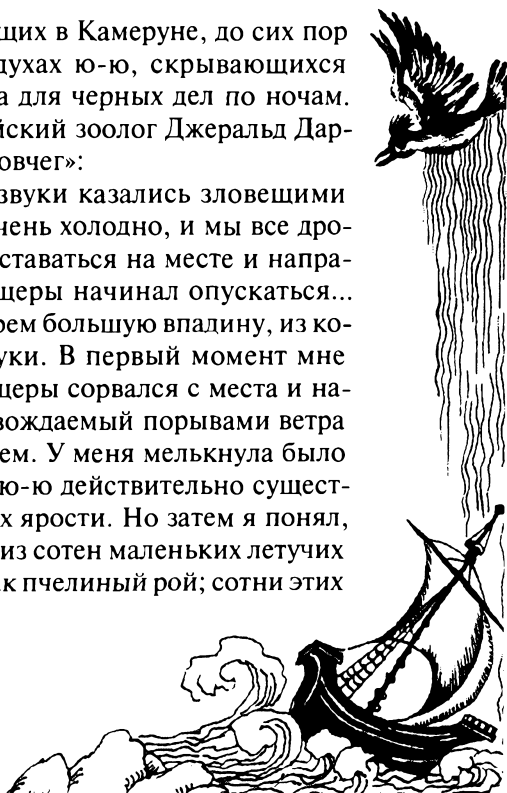 щих в Камеруне, до сих пор
духах ю-ю, скрывающихся
а для черных дел по ночам.
йский зоолог Джеральд Дар-
овчег»:
звуки казались зловещими
чень холодно, и мы все дро-
ставаться на месте и напра-
щеры начинал опускаться...
рем большую впадину, из ко-
уки. В первый момент мне
щеры сорвался с места и на-
вождаемый порывами ветра
ем. У меня мелькнула было
ю-ю действительно сущест-
х ярости. Но затем я понял,
из сотен маленьких летучих
ак пчелиный рой; сотни этих